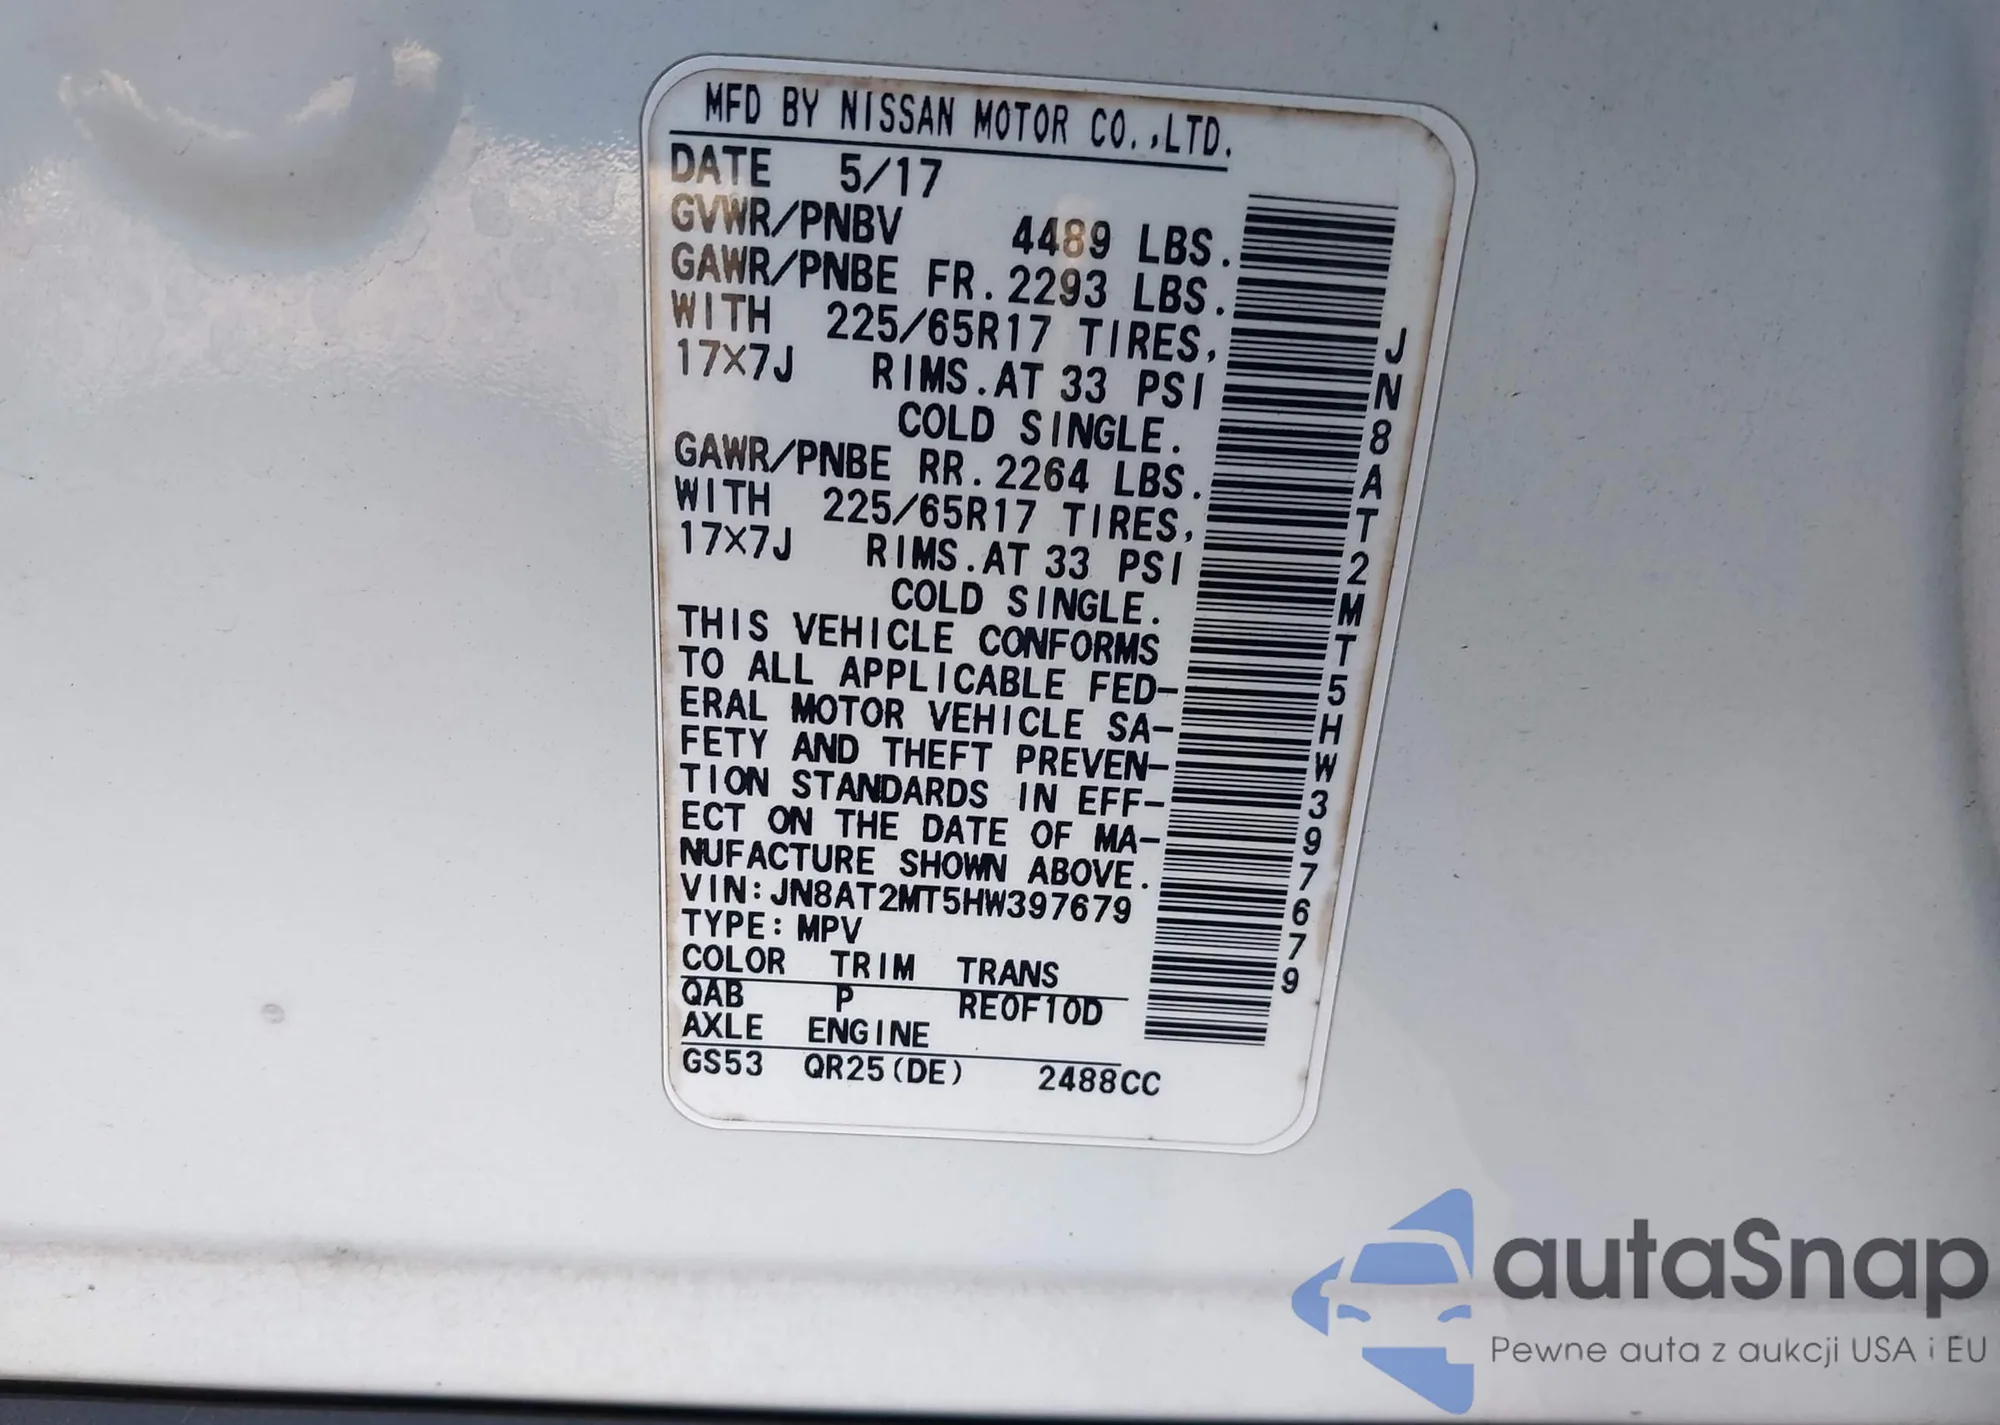 MFD BY NISSAN MOTOR CO.,LTD.
DATE 5/17
GVWR/PNBV 4489 LBS.
GAWR/PNBE FR. 2293 LBS.
WITH 225/65R17 TIRES,
17X7J RIMS. AT 33 PSI
COLD SINGLE.
GAWR/PNBE RR. 2264 LBS.
WITH 225/65R17 TIRES,
17X7J RIMS. AT 33 PSI
COLD SINGLE.
THIS VEHICLE CONFORMS
TO ALL APPLICABLE FED-
ERAL MOTOR VEHICLE SA-
FETY AND THEFT PREVEN-
TION STANDARDS IN EFF-
ECT ON THE DATE OF MA-
NUFACTURE SHOWN ABOVE.
VIN:JN8AT2MT5HW397679
TYPE: MPV
COLOR TRIM TRANS
QAB P RE0F10D
AXLE ENGINE
GS53 QR25(DE) 2488CC
JN8AT2MT5HW397679
autaSnap
Pewne auta z aukcji USA i EU